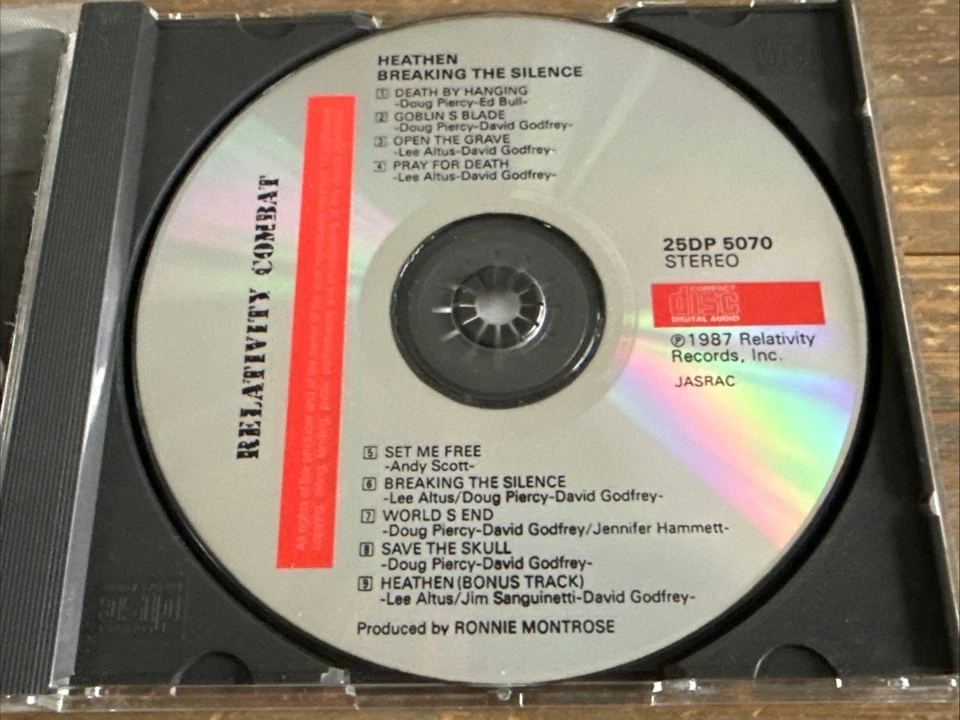 HEATHEN
BREAKING THE SILENCE
1 DEATH BY HANGING
-Doug Piercy-Ed Bull-
2 GOBLIN S BLADE
-Doug Piercy-David Godfrey-
3 OPEN THE GRAVE
-Lee Altus-David Godfrey-
4 PRAY FOR DEATH
-Lee Altus-David Godfrey-
RELATIVITY COMBAT
25DP 5070
STEREO
COMPACT
disc
DIGITAL AUDIO
℗1987 Relativity
Records, Inc.
JASRAC
5 SET ME FREE
-Andy Scott-
6 BREAKING THE SILENCE
-Lee Altus/Doug Piercy-David Godfrey-
7 WORLD S END
-Doug Piercy-David Godfrey/Jennifer Hammett-
8 SAVE THE SKULL
-Doug Piercy-David Godfrey-
9 HEATHEN (BONUS TRACK)
-Lee Altus/Jim Sanguinetti-David Godfrey-
Produced by RONNIE MONTROSE